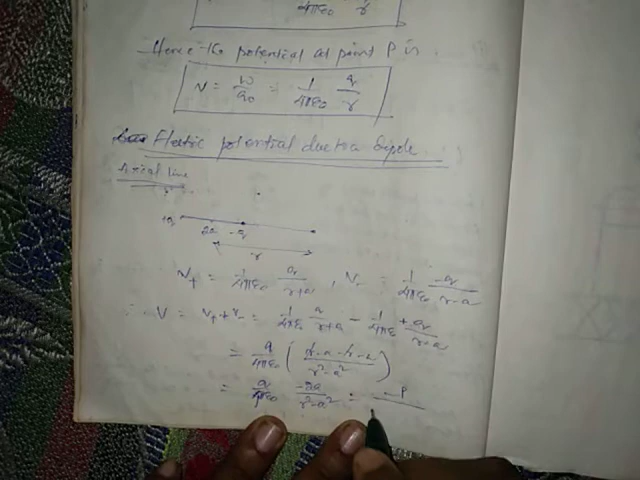 4πε₀ r
Hence the potential at point P is
V = W/q₀ = 1/4πε₀ q/r
Electric potential due to a dipole
Axial line
+q 2a -q
r
V₊ = 1/4πε₀ q/r+a , V₋ = 1/4πε₀ -q/r-a
∴ V = V₊ + V₋ = 1/4πε₀ q/r+a - 1/4πε₀ +q/r-a
= q/4πε₀ ( r-a-r-a / r²-a² )
= q/4πε₀ -2a/r²-a² = -P